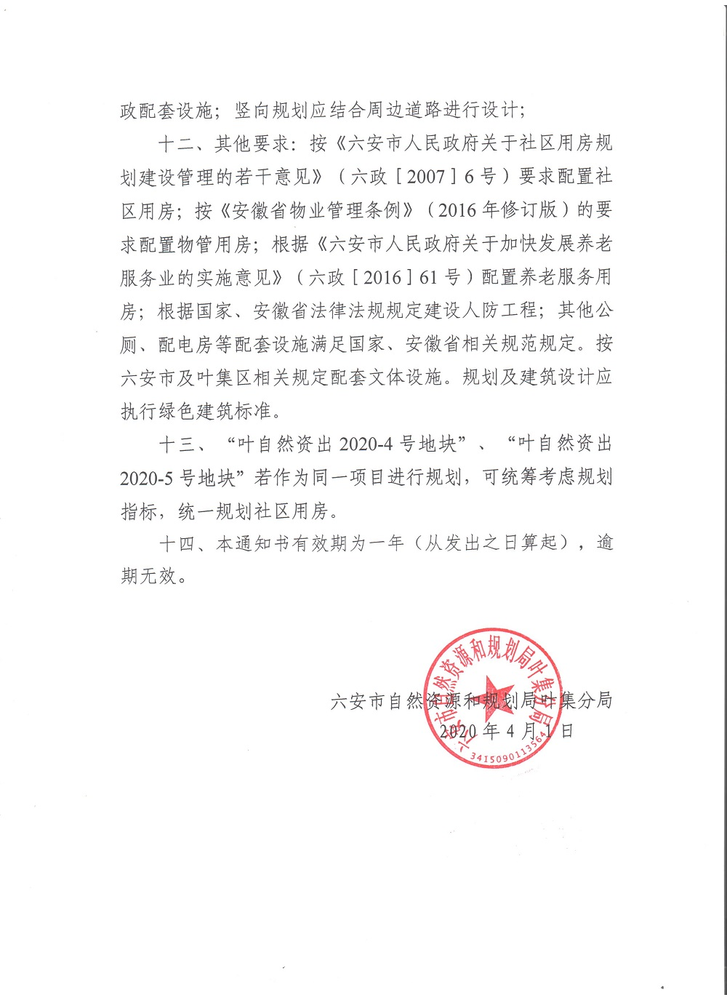 政配套设施；竖向规划应结合周边道路进行设计；
十二、其他要求：按《六安市人民政府关于社区用房规
划建设管理的若干意见》（六政［2007］6号）要求配置社
区用房；按《安徽省物业管理条例》（2016年修订版）的要
求配置物管用房；根据《六安市人民政府关于加快发展养老
服务业的实施意见》（六政［2016］61号）配置养老服务用
房；根据国家、安徽省法律法规规定建设人防工程；其他公
厕、配电房等配套设施满足国家、安徽省相关规范规定。按
六安市及叶集区相关规定配套文体设施。规划及建筑设计应
执行绿色建筑标准。
十三、“叶自然资出2020-4号地块”、“叶自然资出
2020-5号地块”若作为同一项目进行规划，可统筹考虑规划
指标，统一规划社区用房。
十四、本通知书有效期为一年（从发出之日算起），逾
期无效。
六安市自然资源和规划局叶集分局
2020年4月1日
六安市自然资源和规划局叶集分局
3415090113564